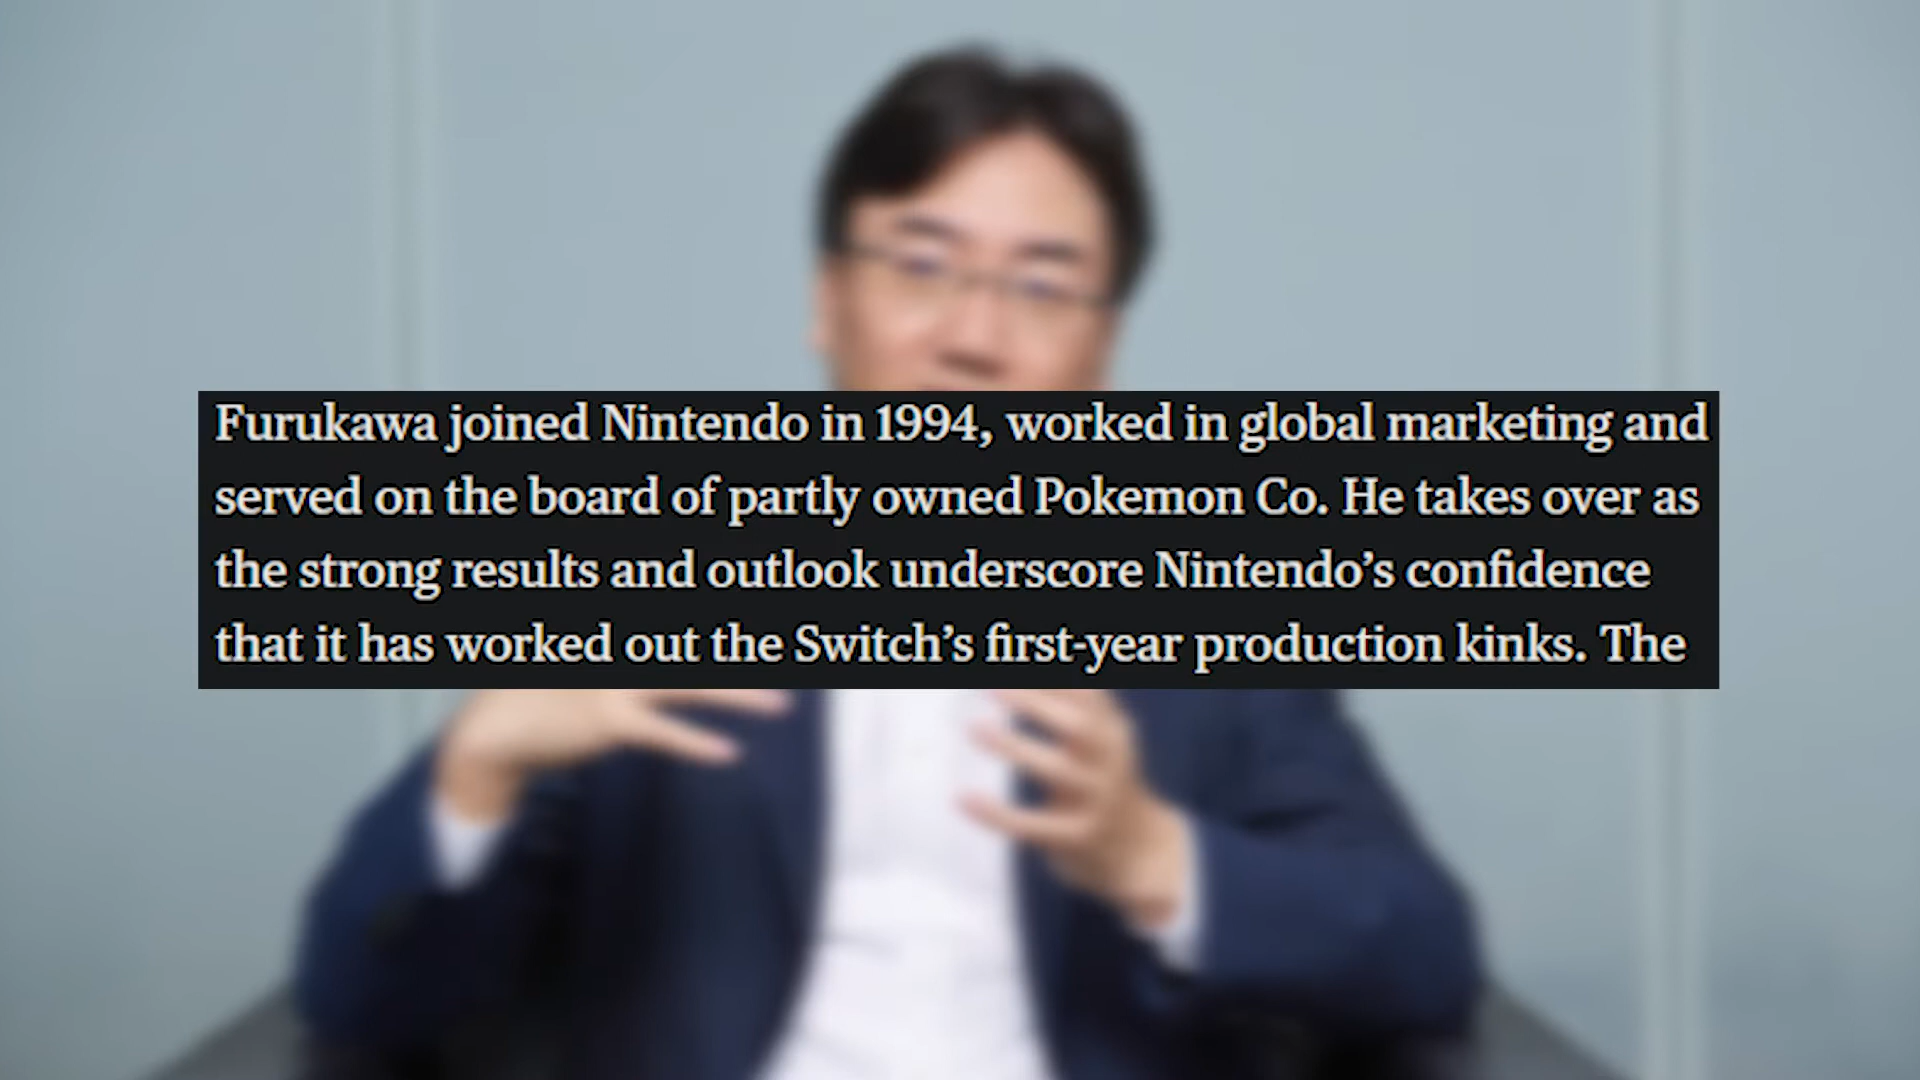 Furukawa joined Nintendo in 1994, worked in global marketing and
served on the board of partly owned Pokemon Co. He takes over as
the strong results and outlook underscore Nintendo’s confidence
that it has worked out the Switch’s first-year production kinks. The